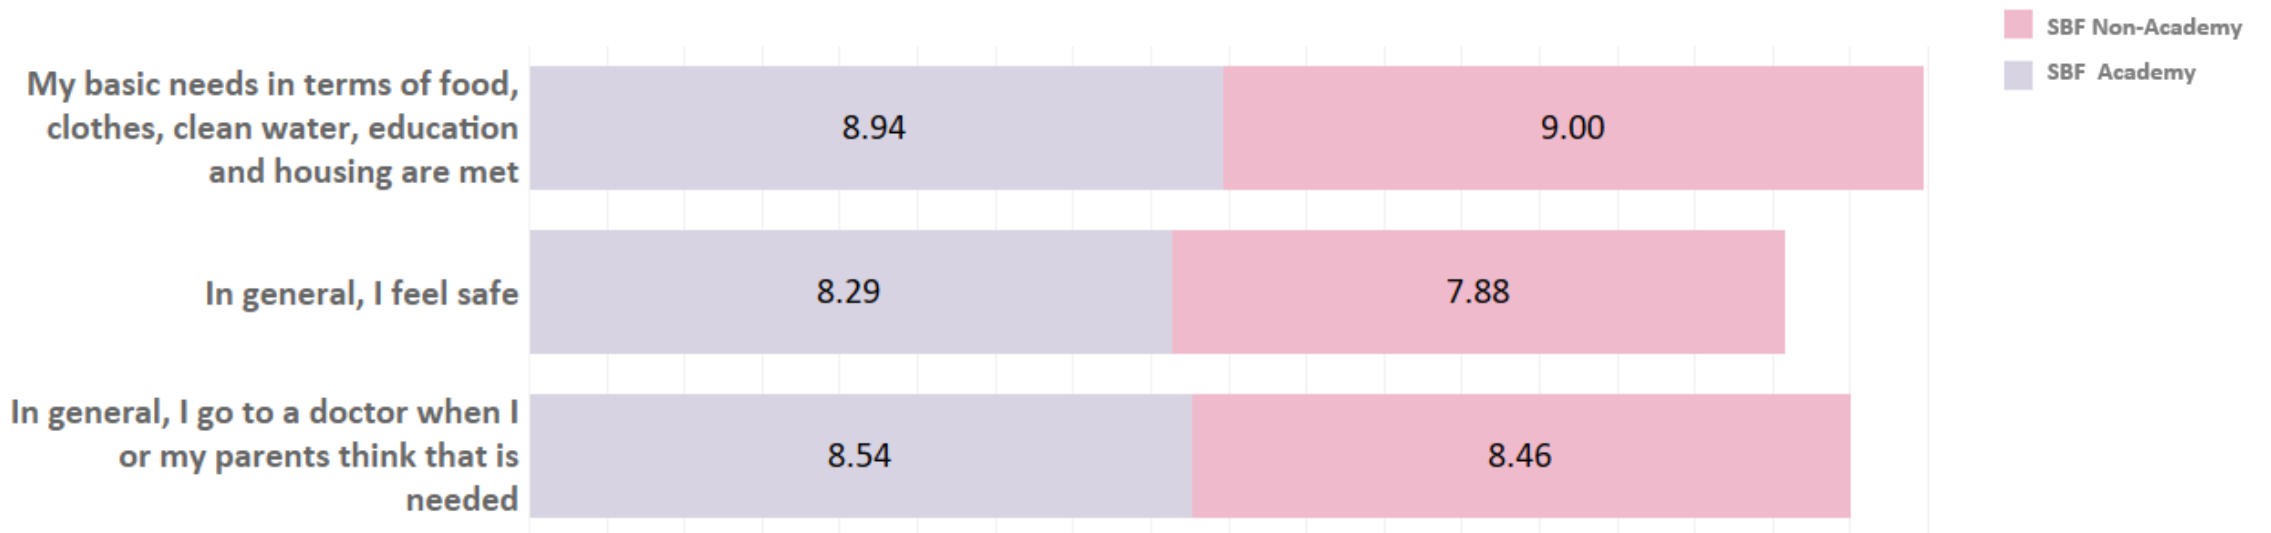 SBF Non-Academy
SBF Academy
My basic needs in terms of food,
clothes, clean water, education
and housing are met
8.94
9.00
In general, I feel safe
8.29
7.88
In general, I go to a doctor when I
or my parents think that is
needed
8.54
8.46